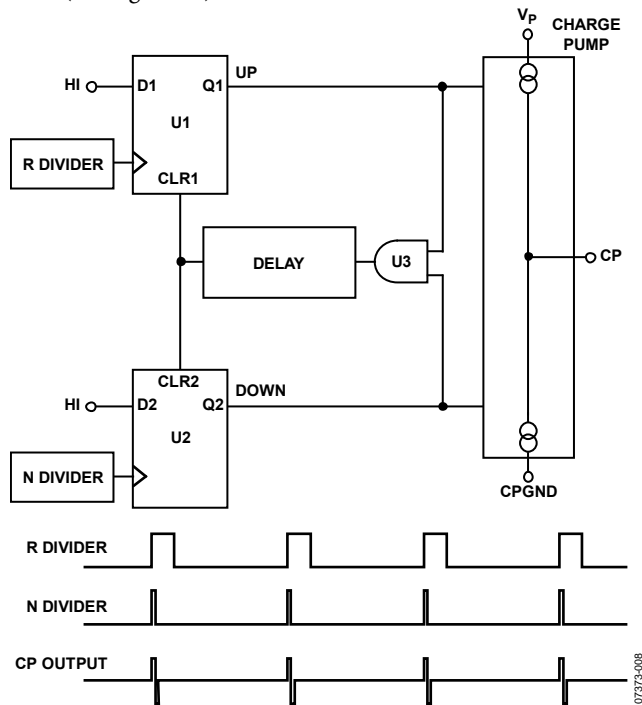 VP
CHARGE
PUMP
HI
D1
Q1
UP
U1
R DIVIDER
CLR1
DELAY
U3
CP
CLR2
DOWN
HI
D2
Q2
U2
N DIVIDER
CPGND
R DIVIDER
N DIVIDER
CP OUTPUT
07373-008